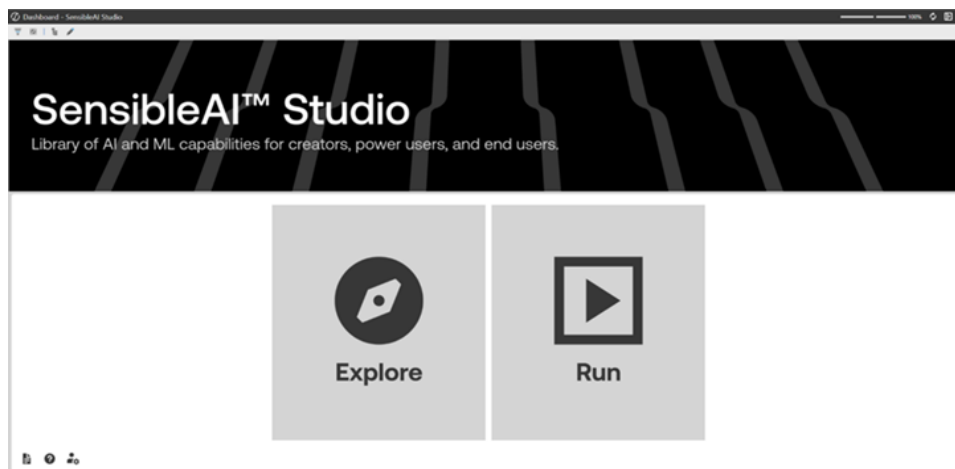 Dashboard - SensibleAI Studio
100%
SensibleAI™ Studio
Library of AI and ML capabilities for creators, power users, and end users.
Explore
Run